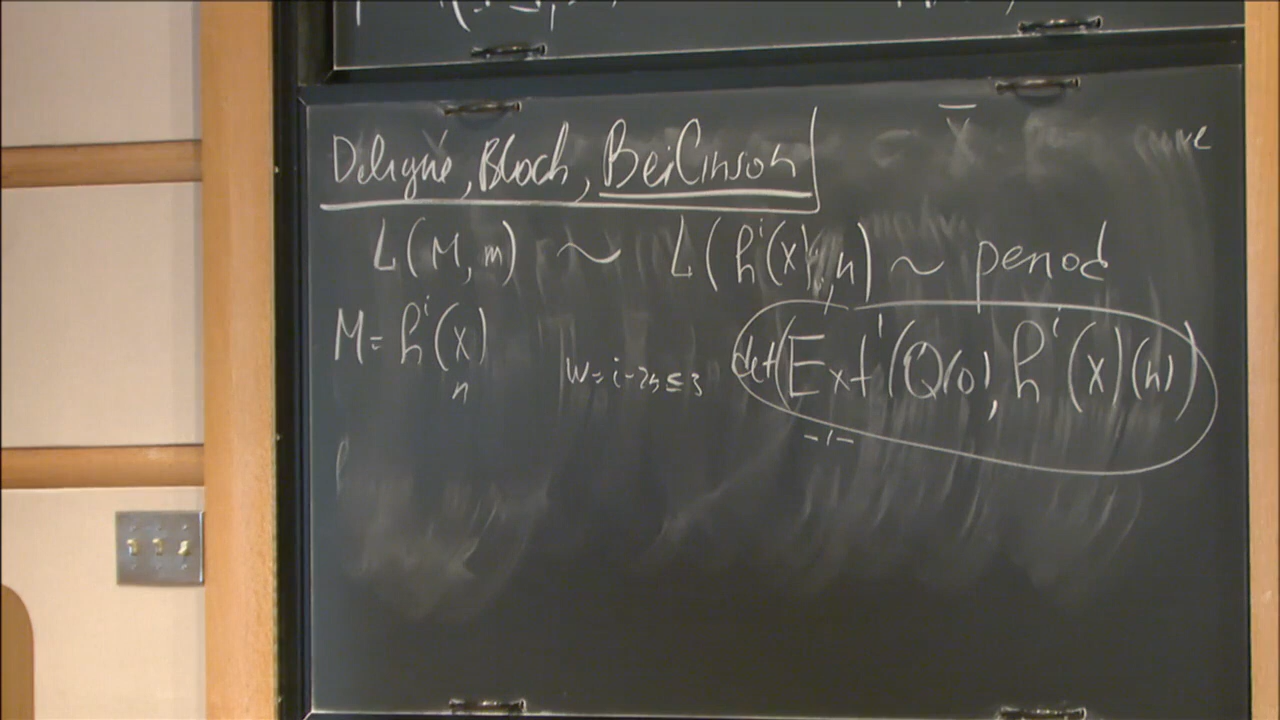 Deligne, Bloch, Beilinson
L(M, m) ~ L(h^i(X), n) ~ period
M = h^i(X)
n
w = i-2n ≤ 3
det(Ext^1(Q(0), h^i(X)(n))